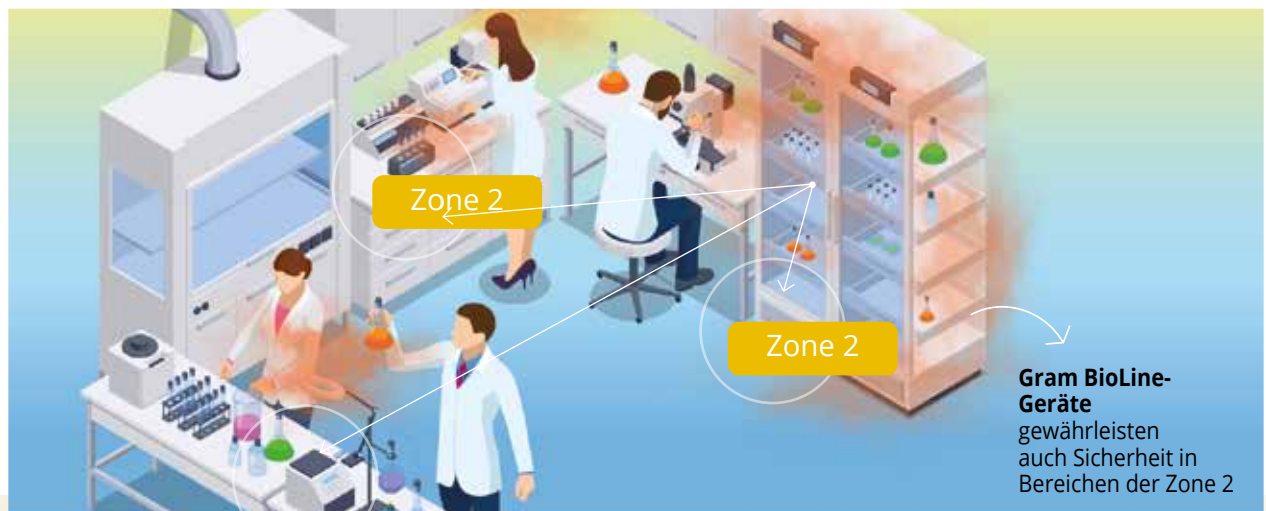 Zone 2
Zone 2
Gram BioLine-
Geräte
gewährleisten
auch Sicherheit in
Bereichen der Zone 2